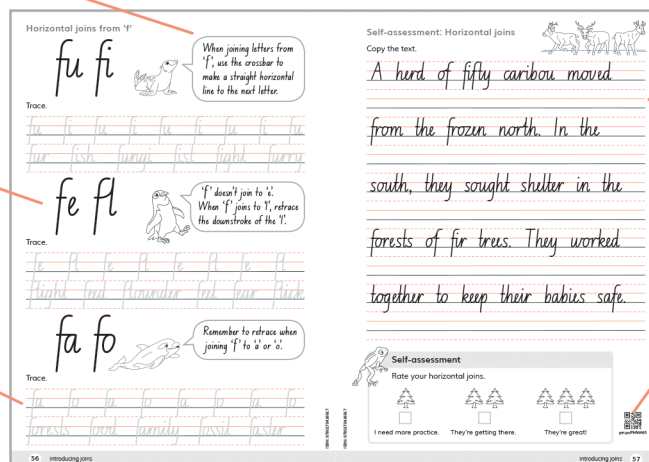 Horizontal joins from 'f'
fu fi
When joining letters from
'f', use the crossbar to
make a straight horizontal
line to the next letter.
Trace.
fu fi fu fi fu fi fu fi fu
fur fish fungi fist fight furry
fe fl
'f' doesn't join to 'e'.
When 'f' joins to 'l', retrace
the downstroke of the 'l'.
Trace.
fe fl fe fl fe fl fe fl
flight feed flounder feel fear flick
fa fo
Remember to retrace when
joining 'f' to 'a' or 'o'.
Trace.
fa fo fa fo fa fo fa fo
forests food family fossil faster
56 Introducing joins
Self-assessment: Horizontal joins
Copy the text.
A herd of fifty caribou moved
from the frozen north. In the
south, they sought shelter in the
forests of fir trees. They worked
together to keep their babies safe.
Self-assessment
Rate your horizontal joins.
I need more practice. They're getting there. They're great!
Introducing joins 57